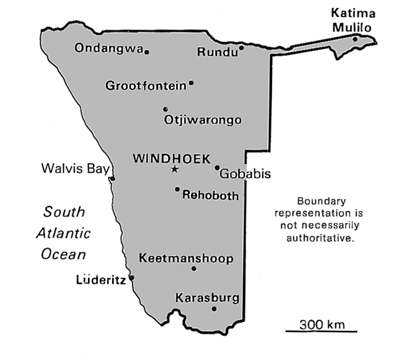 Katima
Mulilo
Ondangwa
Rundu
Grootfontein
Otjiwarongo
WINDHOEK
Walvis Bay
Gobabis
Rehoboth
South
Atlantic
Ocean
Boundary
representation is
not necessarily
authoritative.
Keetmanshoop
Lüderitz
Karasburg
300 km